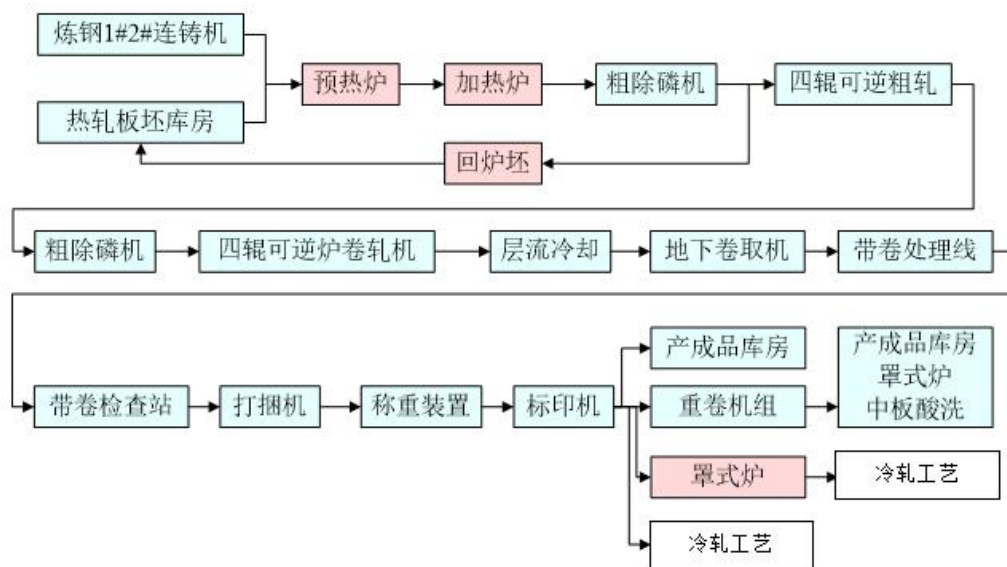 炼钢1#2#连铸机
热轧板坯库房
预热炉
加热炉
粗除磷机
四辊可逆粗轧
回炉坯
粗除磷机
四辊可逆炉卷轧机
层流冷却
地下卷取机
带卷处理线
带卷检查站
打捆机
称重装置
标印机
产成品库房
重卷机组
产成品库房
罩式炉
中板酸洗
罩式炉
冷轧工艺
冷轧工艺